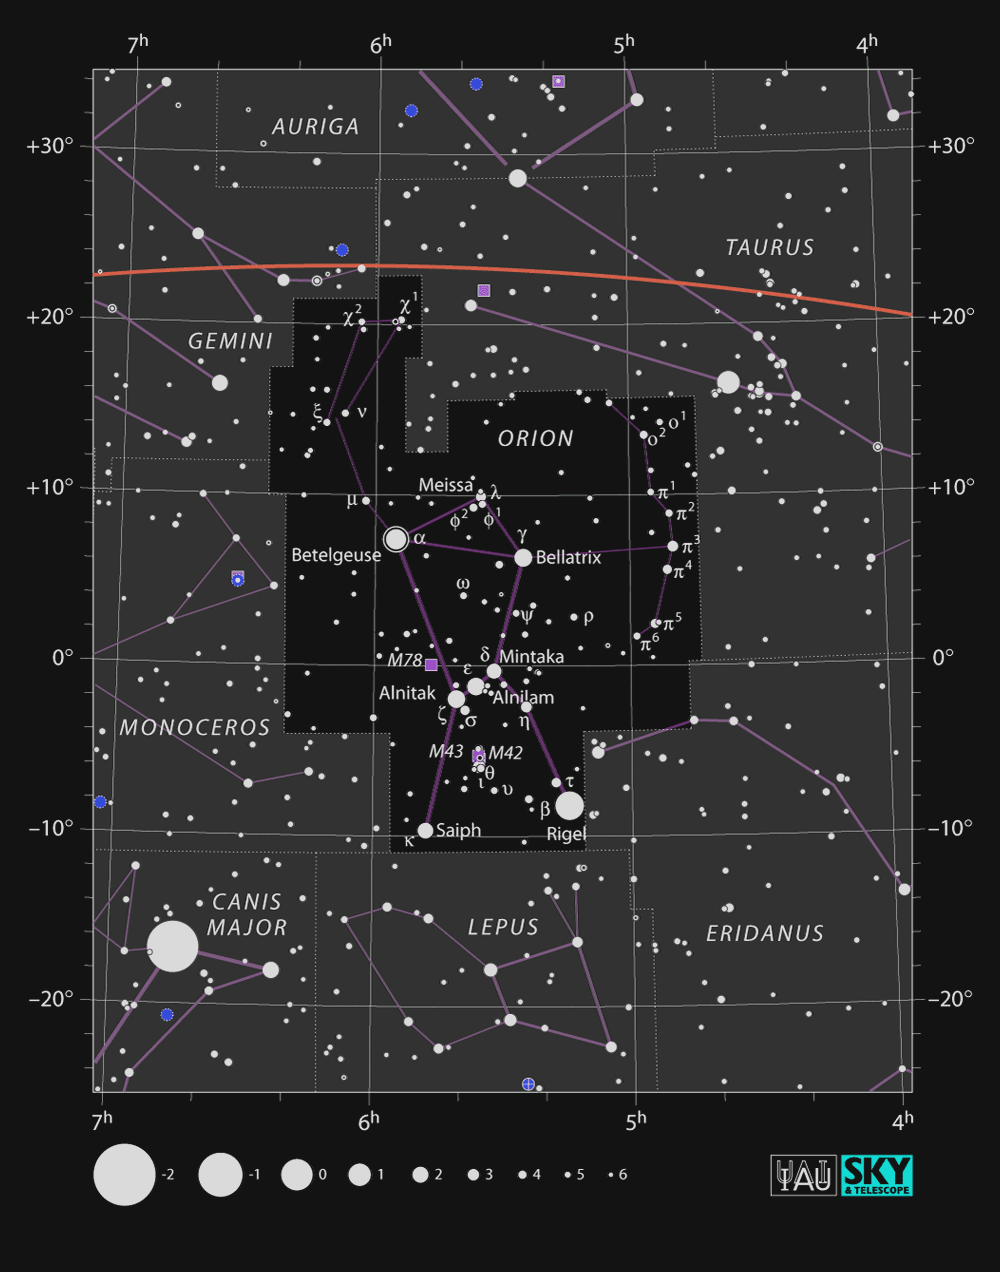 7h 6h 5h 4h
AURIGA
+30° +30°
TAURUS
χ² χ¹
+20° +20°
GEMINI
ξ ν
ORION
o² o¹
Meissa λ
+10° μ π¹ +10°
φ² φ¹ π²
α γ
Betelgeuse Bellatrix π³
π⁴
ω
ψ ρ
π⁵
π⁶
0° M78 ε δ Mintaka 0°
Alnitak Alnilam
ζ σ η
MONOCEROS
M43 M42
θ
ι υ τ
β
-10° κ Saiph Rigel -10°
CANIS
MAJOR
LEPUS
ERIDANUS
-20° -20°
7h 6h 5h 4h
-2 -1 0 1 2 3 4 5 6
IAU
SKY
& TELESCOPE